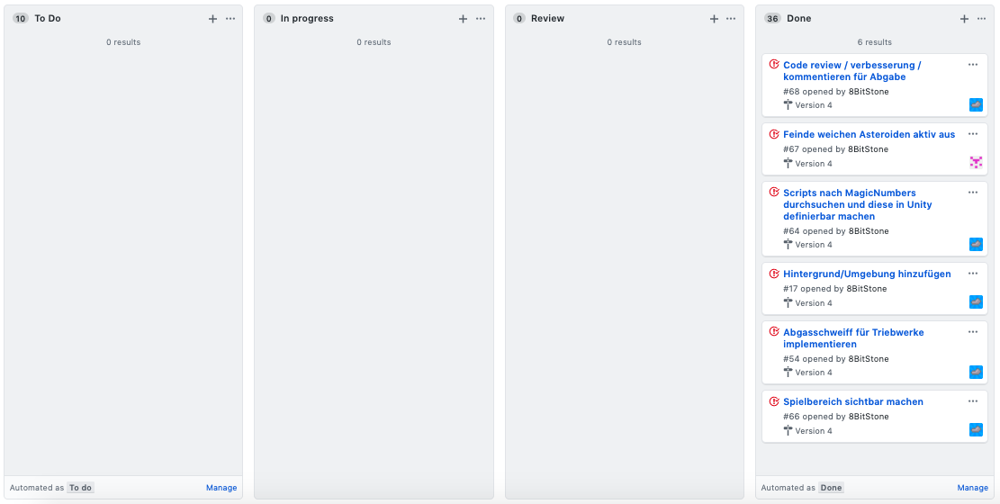 10 To Do
0 results
Automated as To do
Manage
0 In progress
0 results
0 Review
0 results
36 Done
6 results
Code review / verbesserung /
kommentieren für Abgabe
#68 opened by 8BitStone
Version 4
Feinde weichen Asteroiden aktiv aus
#67 opened by 8BitStone
Version 4
Scripts nach MagicNumbers
durchsuchen und diese in Unity
definierbar machen
#64 opened by 8BitStone
Version 4
Hintergrund/Umgebung hinzufügen
#17 opened by 8BitStone
Version 4
Abgasschweiff für Triebwerke
implementieren
#54 opened by 8BitStone
Version 4
Spielbereich sichtbar machen
#66 opened by 8BitStone
Version 4
Automated as Done
Manage